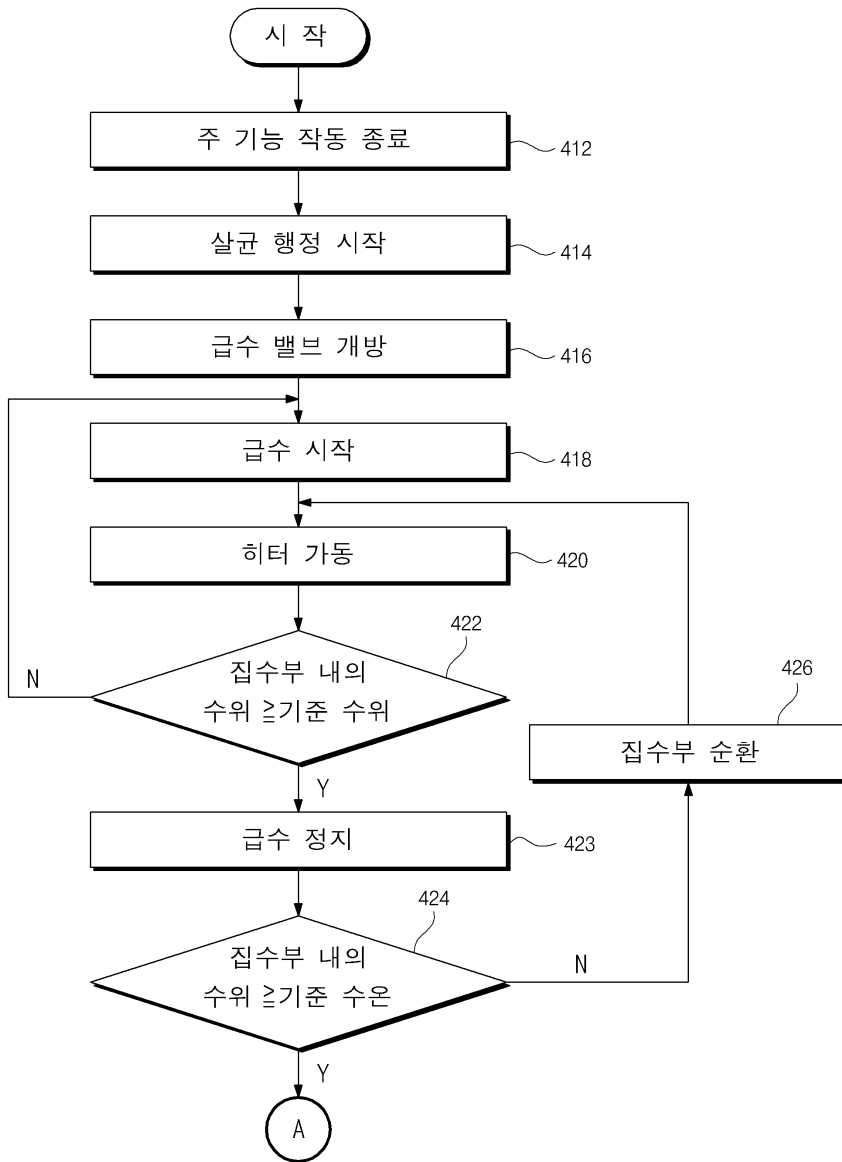 시 작
주 기능 작동 종료
412
살균 행정 시작
414
급수 밸브 개방
416
급수 시작
418
히터 가동
420
422
집수부 내의
수위 ≧기준 수위
N
426
집수부 순환
Y
급수 정지
423
424
집수부 내의
수위 ≧기준 수온
N
Y
A